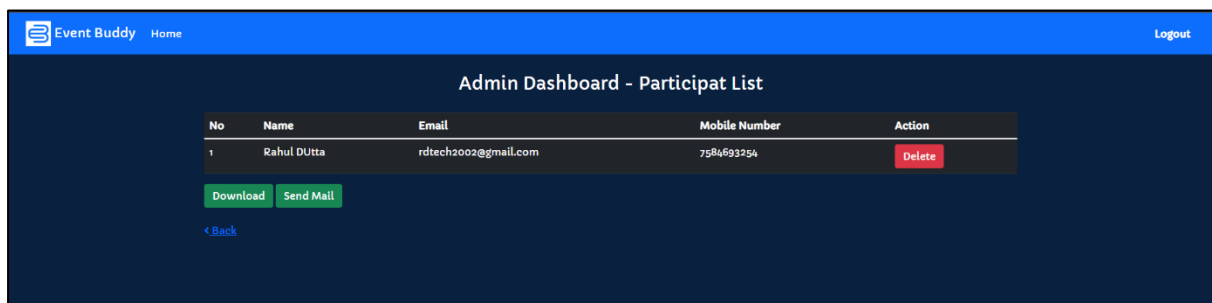 Event Buddy Home Logout
Admin Dashboard - Participat List
No Name Email Mobile Number Action
1 Rahul DUtta rdtech2002@gmail.com 7584693254 Delete
Download Send Mail
<Back